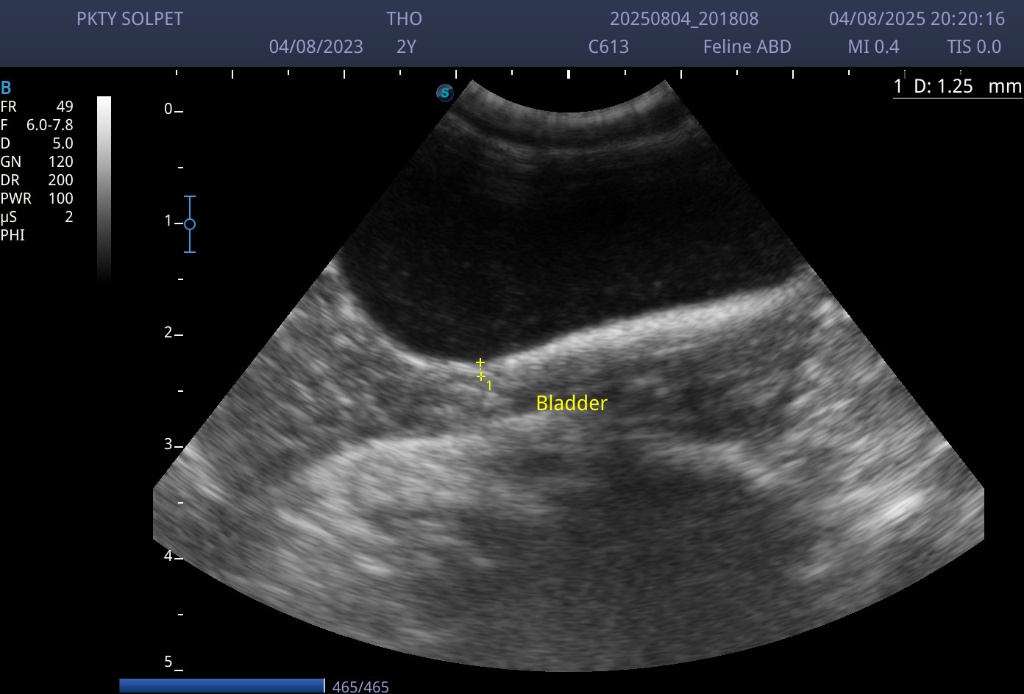 PKTY SOLPET THO 20250804_201808 04/08/2025 20:20:16
04/08/2023 2Y C613 Feline ABD MI 0.4 TIS 0.0
B
FR 49
F 6.0-7.8
D 5.0
GN 120
DR 200
PWR 100
µS 2
PHI
S
1 D: 1.25 mm
0
1
2
3
4
5
1
Bladder
465/465